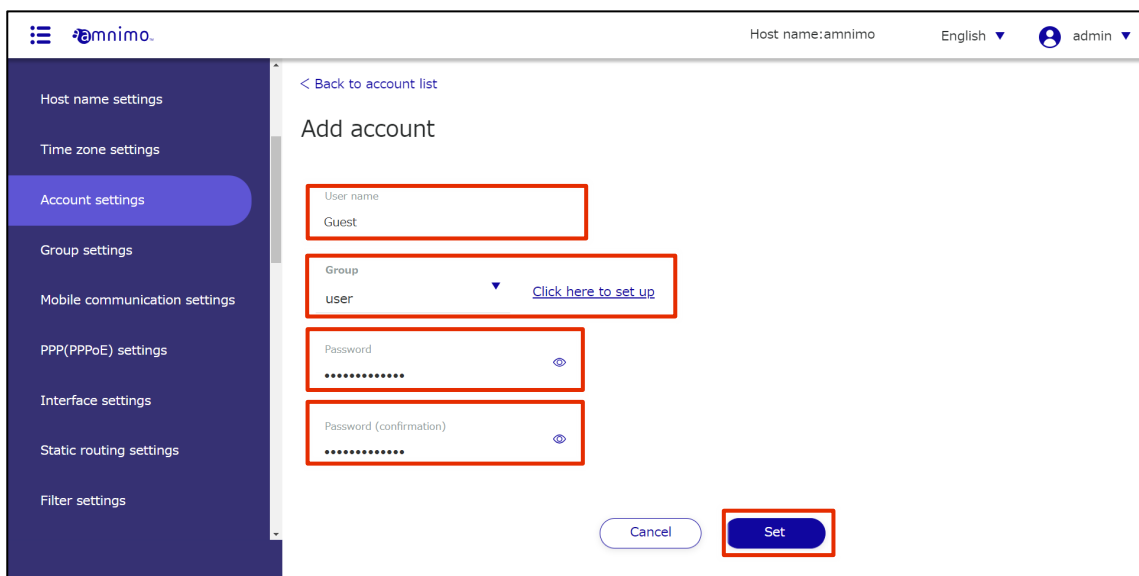 amnimo
Host name:amnimo
English ▼
admin ▼
Host name settings
Time zone settings
Account settings
Group settings
Mobile communication settings
PPP(PPPoE) settings
Interface settings
Static routing settings
Filter settings
< Back to account list
Add account
User name
Guest
Group
user ▼
Click here to set up
Password
•••••••••••••
Password (confirmation)
•••••••••••••
Cancel
Set